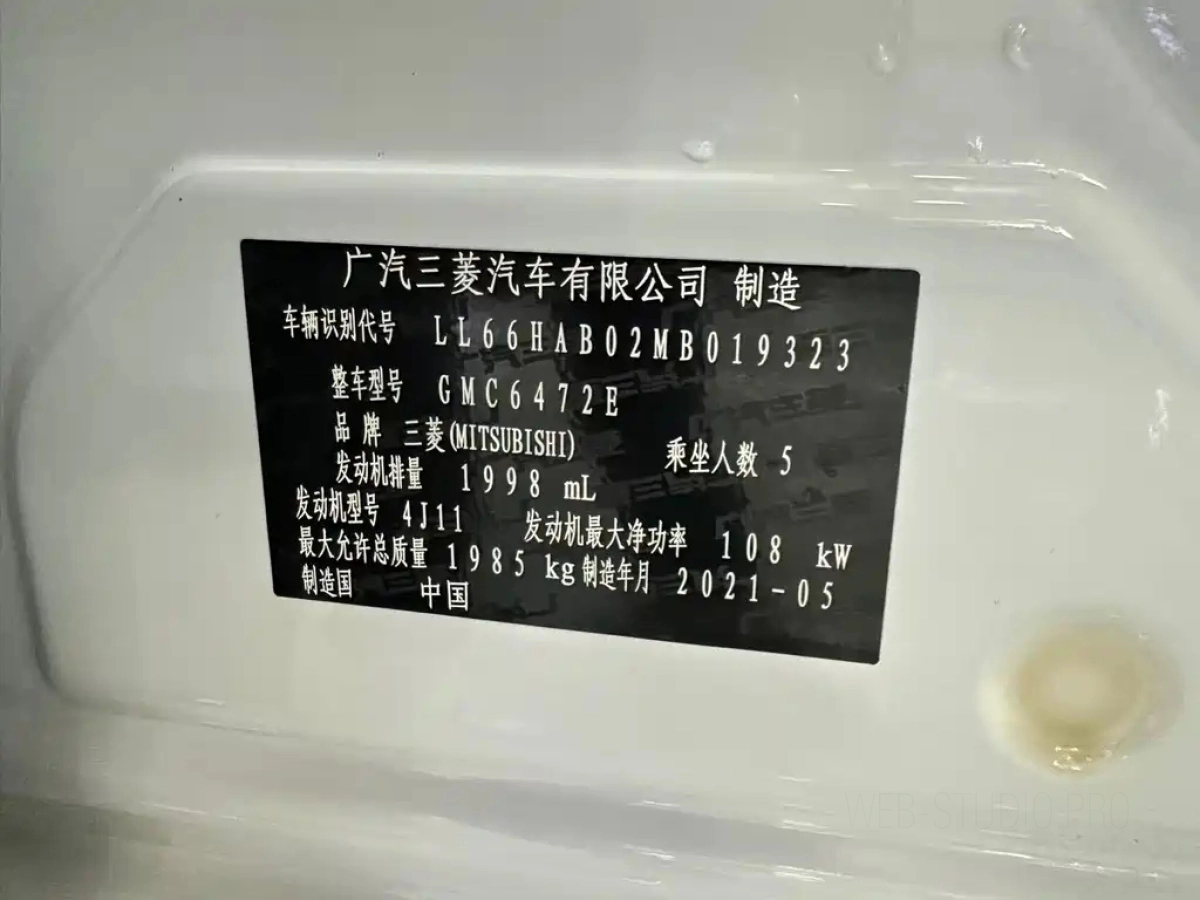 广汽三菱汽车有限公司 制造
车辆识别代号 LL66HAB02MB019323
整车型号 GMC6472E
品牌 三菱(MITSUBISHI) 乘坐人数 5
发动机排量 1998 mL
发动机型号 4J11 发动机最大净功率 108 kW
最大允许总质量 1985 kg 制造年月 2021-05
制造国 中国
WEB-STUDIO.PRO